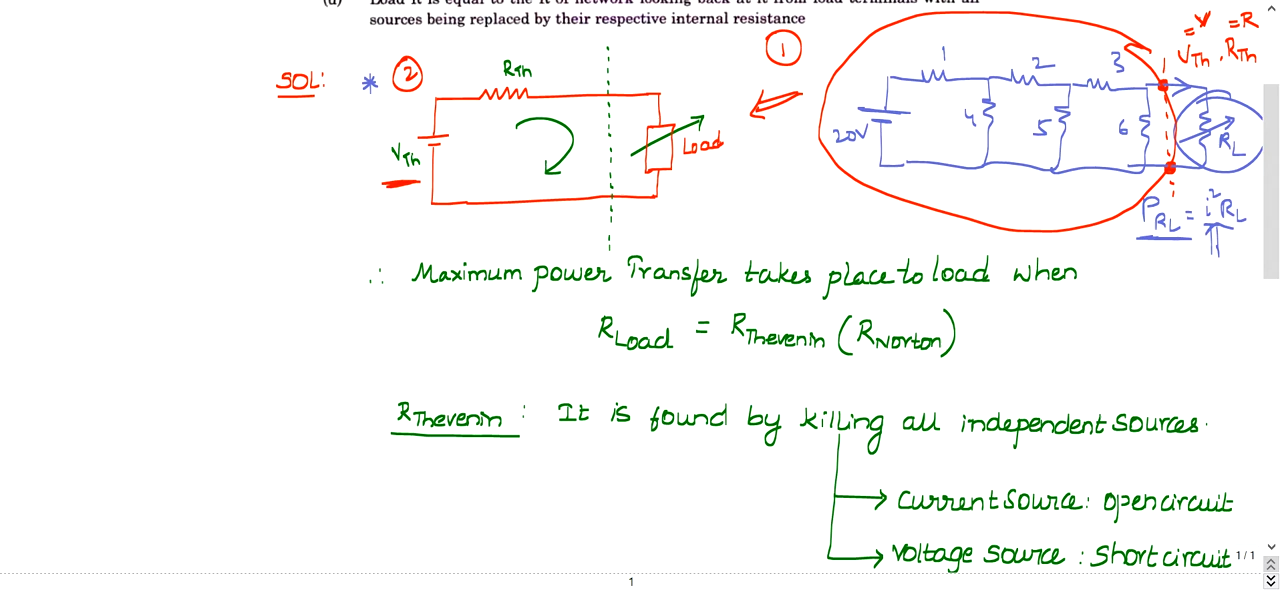 sources being replaced by their respective internal resistance
SOL: * 2
RTh
VTh
Load
1
1
2
3
4
5
6
20V
RL
= V = R
VTh , RTh
PRL = i²RL
∴ Maximum power Transfer takes place to load when
RLoad = RThevenin (RNorton)
RThevenin : It is found by killing all independent sources.
→ Current source : open circuit
→ Voltage source : short circuit
1 / 1
1